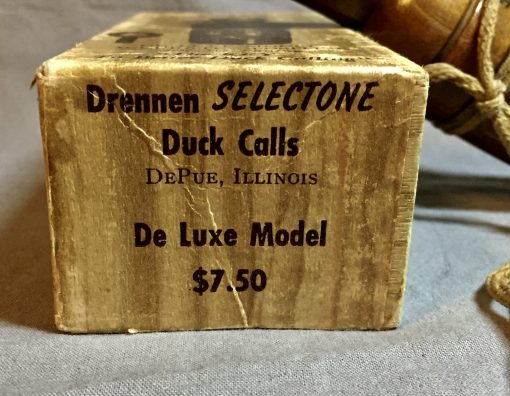 Drennen SELECTONE
Duck Calls
DePue, Illinois
De Luxe Model
$7.50